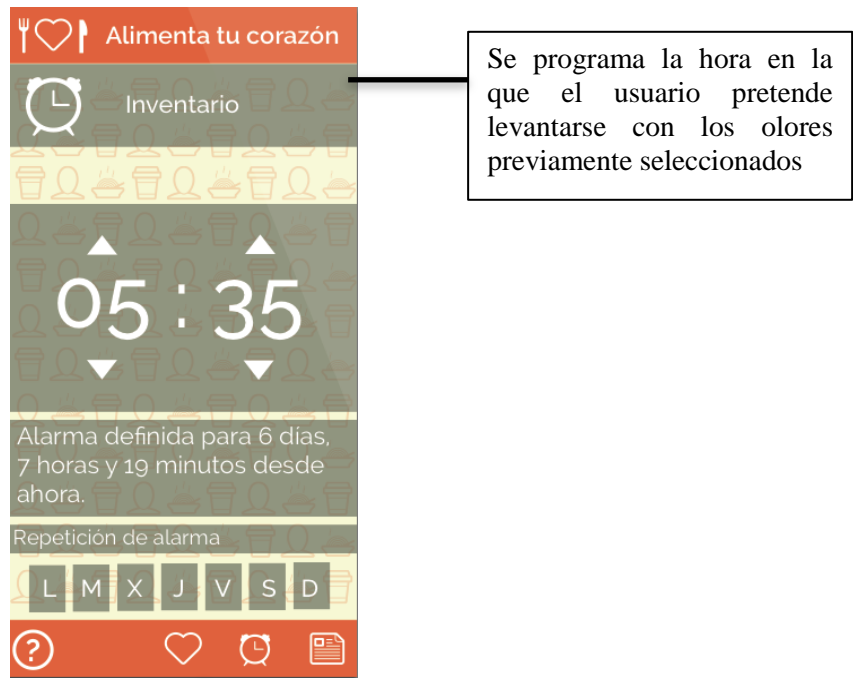 Alimenta tu corazón
Inventario
05 : 35
Alarma definida para 6 días,
7 horas y 19 minutos desde
ahora.
Repetición de alarma
L M X J V S D
?
Se programa la hora en la
que el usuario pretende
levantarse con los olores
previamente seleccionados